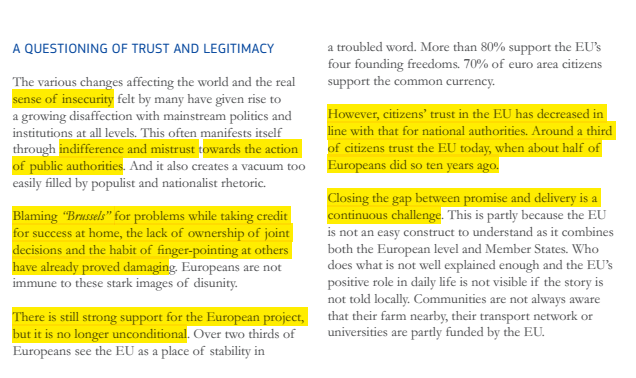 A QUESTIONING OF TRUST AND LEGITIMACY
The various changes affecting the world and the real
sense of insecurity felt by many have given rise to
a growing disaffection with mainstream politics and
institutions at all levels. This often manifests itself
through indifference and mistrust towards the action
of public authorities. And it also creates a vacuum too
easily filled by populist and nationalist rhetoric.
Blaming “Brussels” for problems while taking credit
for success at home, the lack of ownership of joint
decisions and the habit of finger-pointing at others
have already proved damaging. Europeans are not
immune to these stark images of disunity.
There is still strong support for the European project,
but it is no longer unconditional. Over two thirds of
Europeans see the EU as a place of stability in
a troubled word. More than 80% support the EU’s
four founding freedoms. 70% of euro area citizens
support the common currency.
However, citizens’ trust in the EU has decreased in
line with that for national authorities. Around a third
of citizens trust the EU today, when about half of
Europeans did so ten years ago.
Closing the gap between promise and delivery is a
continuous challenge. This is partly because the EU
is not an easy construct to understand as it combines
both the European level and Member States. Who
does what is not well explained enough and the EU’s
positive role in daily life is not visible if the story is
not told locally. Communities are not always aware
that their farm nearby, their transport network or
universities are partly funded by the EU.